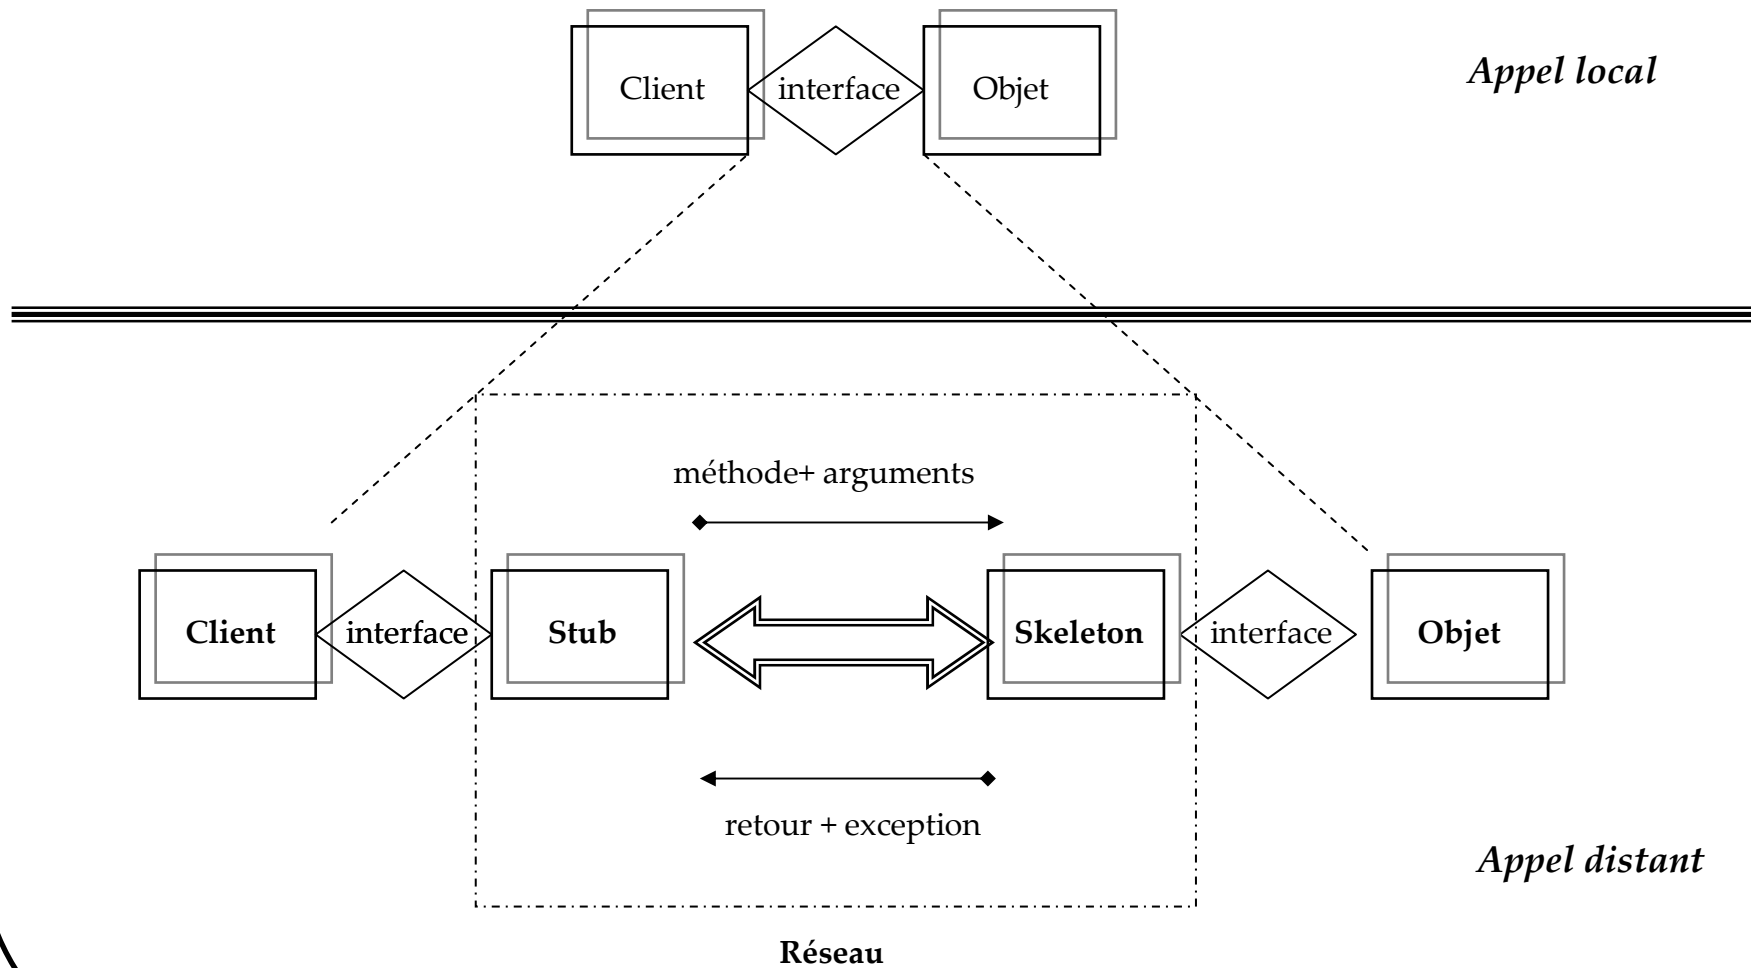 Client
interface
Objet
Appel local
méthode+ arguments
Client
interface
Stub
Skeleton
interface
Objet
retour + exception
Appel distant
Réseau